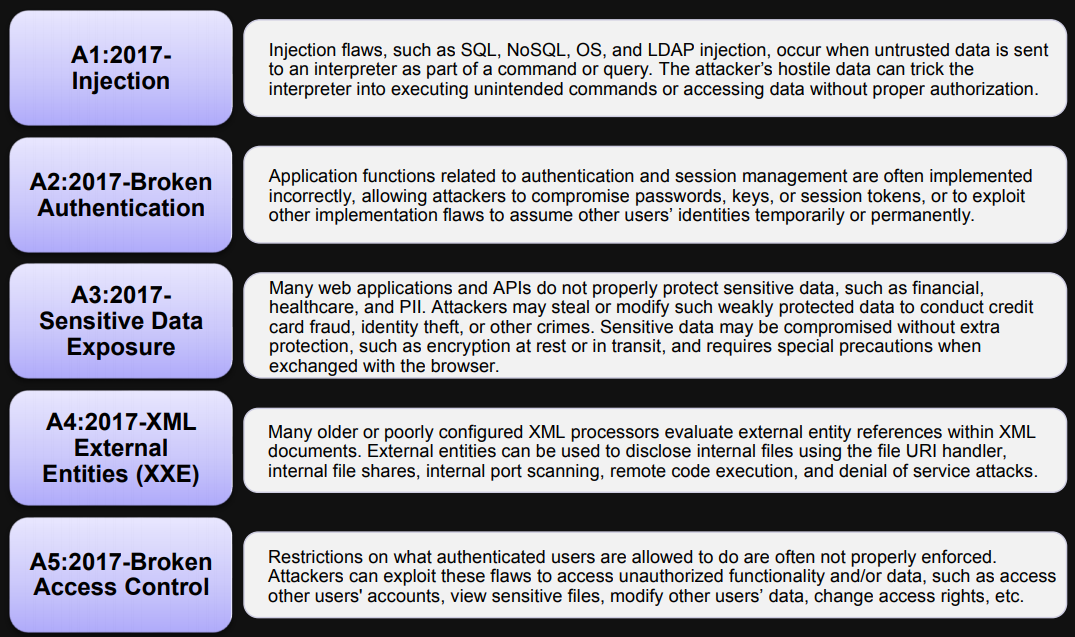 A1:2017-
Injection
Injection flaws, such as SQL, NoSQL, OS, and LDAP injection, occur when untrusted data is sent
to an interpreter as part of a command or query. The attacker’s hostile data can trick the
interpreter into executing unintended commands or accessing data without proper authorization.
A2:2017-Broken
Authentication
Application functions related to authentication and session management are often implemented
incorrectly, allowing attackers to compromise passwords, keys, or session tokens, or to exploit
other implementation flaws to assume other users’ identities temporarily or permanently.
A3:2017-
Sensitive Data
Exposure
Many web applications and APIs do not properly protect sensitive data, such as financial,
healthcare, and PII. Attackers may steal or modify such weakly protected data to conduct credit
card fraud, identity theft, or other crimes. Sensitive data may be compromised without extra
protection, such as encryption at rest or in transit, and requires special precautions when
exchanged with the browser.
A4:2017-XML
External
Entities (XXE)
Many older or poorly configured XML processors evaluate external entity references within XML
documents. External entities can be used to disclose internal files using the file URI handler,
internal file shares, internal port scanning, remote code execution, and denial of service attacks.
A5:2017-Broken
Access Control
Restrictions on what authenticated users are allowed to do are often not properly enforced.
Attackers can exploit these flaws to access unauthorized functionality and/or data, such as access
other users' accounts, view sensitive files, modify other users’ data, change access rights, etc.